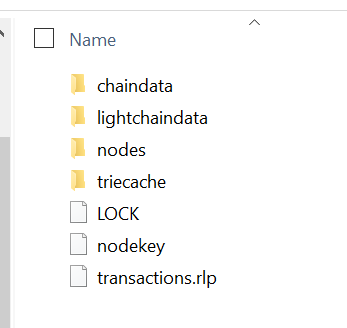 Name
chaindata
lightchaindata
nodes
triecache
LOCK
nodekey
transactions.rlp